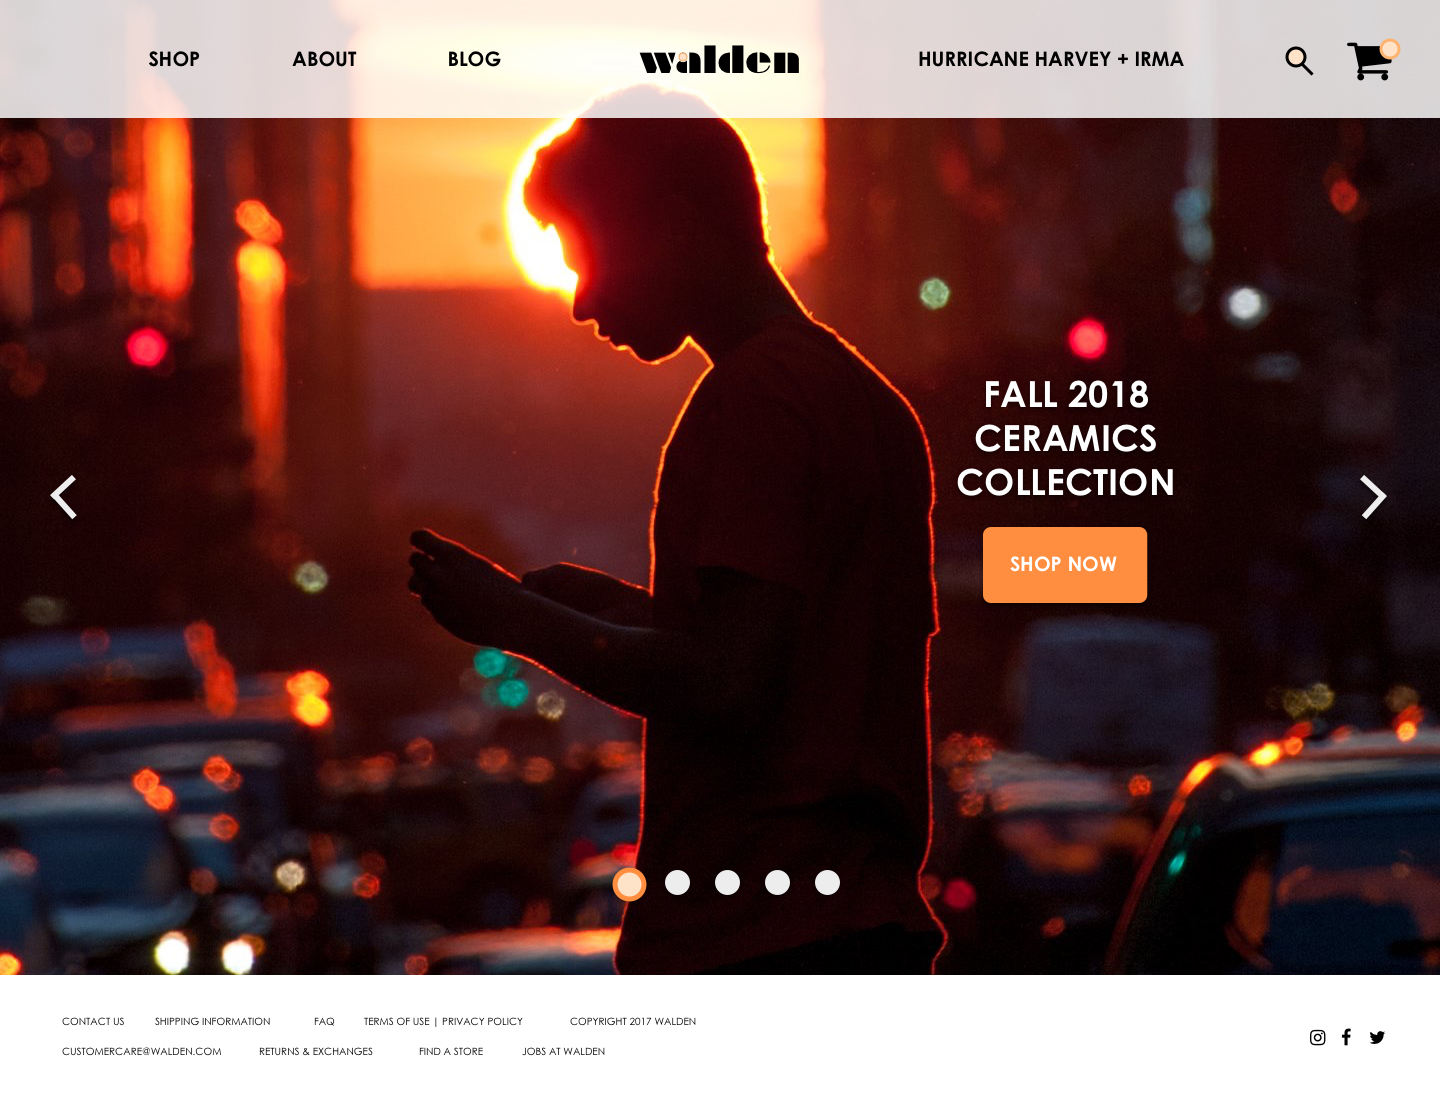 SHOP ABOUT BLOG walden HURRICANE HARVEY + IRMA
FALL 2018
CERAMICS
COLLECTION
SHOP NOW
CONTACT US SHIPPING INFORMATION FAQ TERMS OF USE | PRIVACY POLICY COPYRIGHT 2017 WALDEN
CUSTOMERCARE@WALDEN.COM RETURNS & EXCHANGES FIND A STORE JOBS AT WALDEN